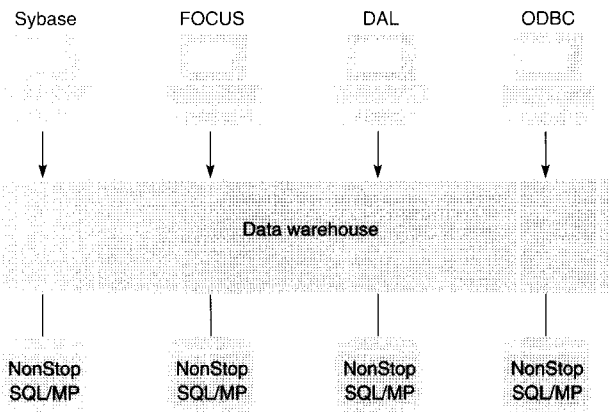 Sybase FOCUS DAL ODBC
Data warehouse
NonStop NonStop NonStop NonStop
SQL/MP SQL/MP SQL/MP SQL/MP